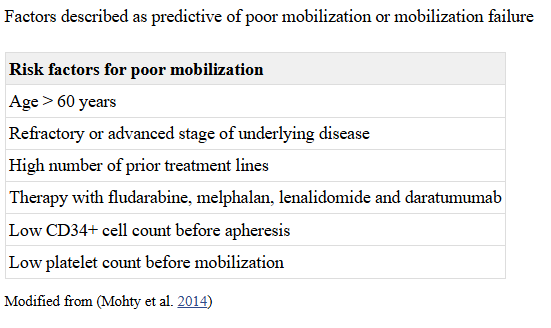 Factors described as predictive of poor mobilization or mobilization failure
Risk factors for poor mobilization
Age > 60 years
Refractory or advanced stage of underlying disease
High number of prior treatment lines
Therapy with fludarabine, melphalan, lenalidomide and daratumumab
Low CD34+ cell count before apheresis
Low platelet count before mobilization
Modified from (Mohty et al. 2014)